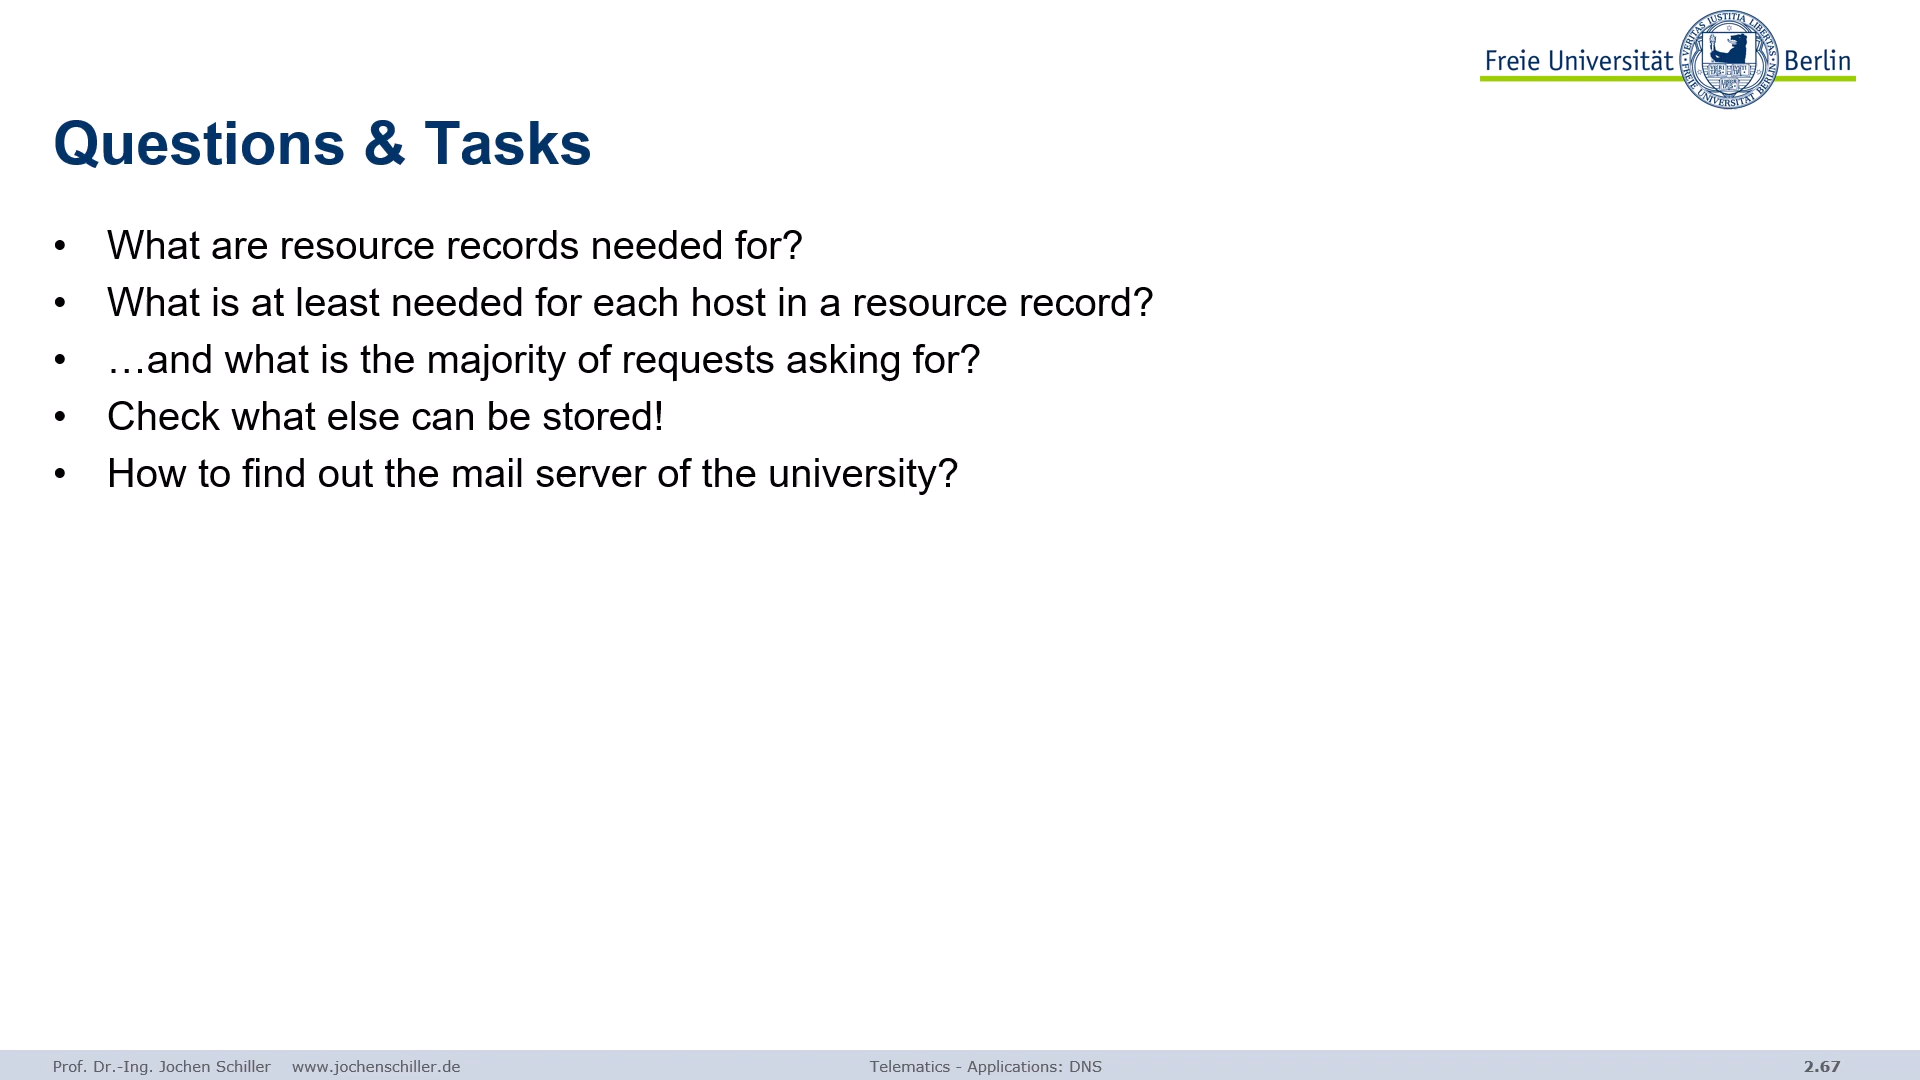 Freie Universität Berlin
Questions & Tasks
• What are resource records needed for?
• What is at least needed for each host in a resource record?
• …and what is the majority of requests asking for?
• Check what else can be stored!
• How to find out the mail server of the university?
Prof. Dr.-Ing. Jochen Schiller www.jochenschiller.de Telematics - Applications: DNS 2.67